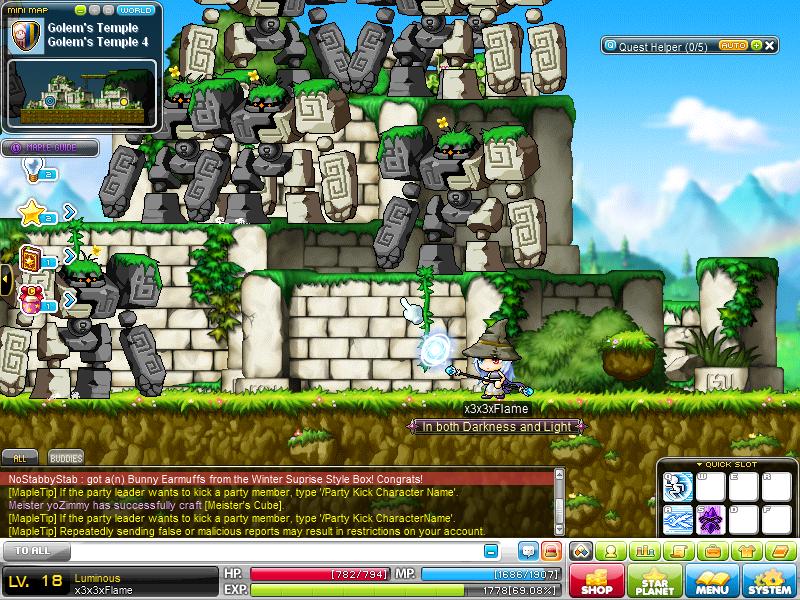 MINI MAP
WORLD
Golem's Temple
Golem's Temple 4
Quest Helper (0/5)
AUTO
MAPLE GUIDE
2
2
1
1
x3x3xFlame
In both Darkness and Light
ALL
BUDDIES
NoStabbyStab : got a(n) Bunny Earmuffs from the Winter Suprise Style Box! Congrats!
[MapleTip] If the party leader wants to kick a party member, type '/Party Kick Character Name'.
Meister yoZimmy has successfully craft [Meister's Cube].
[MapleTip] If the party leader wants to kick a party member, type '/Party Kick CharacterName'.
[MapleTip] Repeatedly sending false or malicious reports may result in restrictions on your account.
QUICK SLOT
Q W E R
A S D F
TO ALL
LV. 18
Luminous
x3x3xFlame
HP. [782/794] MP. [1686/1907]
EXP. 1778[69.08%]
SHOP
STAR PLANET
MENU
SYSTEM